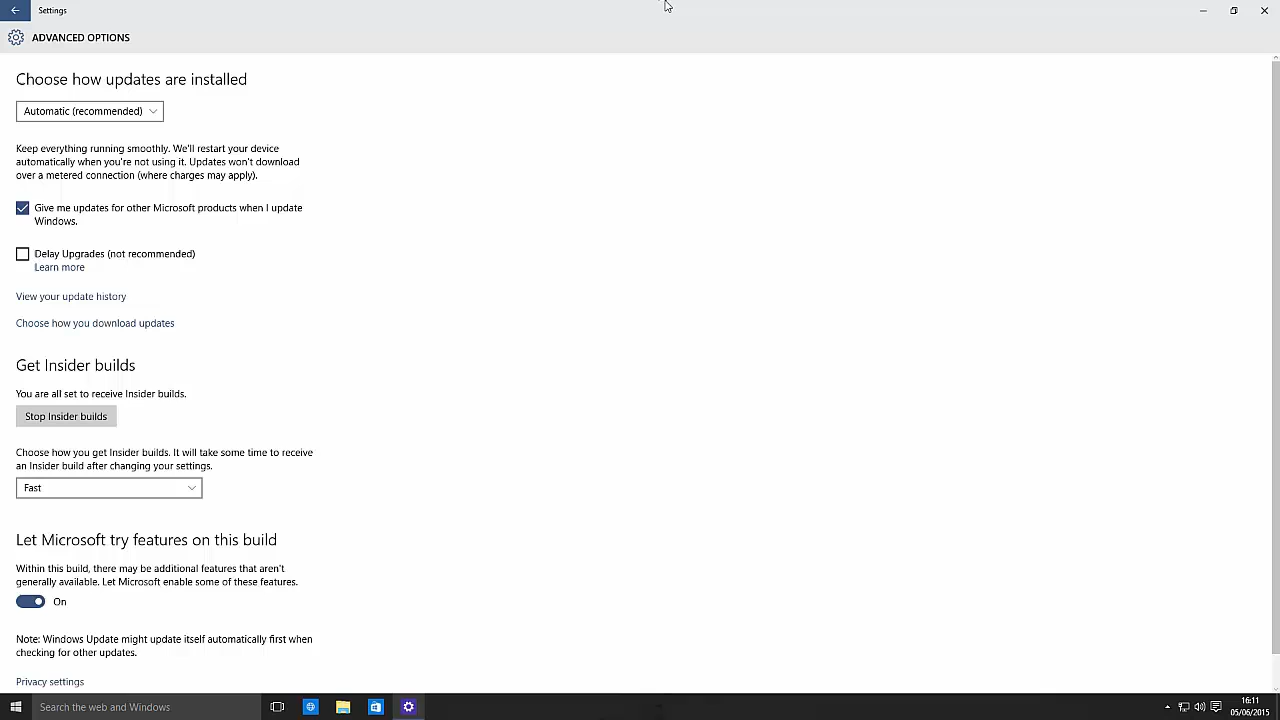 Settings
ADVANCED OPTIONS
Choose how updates are installed
Automatic (recommended)
Keep everything running smoothly. We'll restart your device
automatically when you're not using it. Updates won't download
over a metered connection (where charges may apply).
Give me updates for other Microsoft products when I update
Windows.
Delay Upgrades (not recommended)
Learn more
View your update history
Choose how you download updates
Get Insider builds
You are all set to receive Insider builds.
Stop Insider builds
Choose how you get Insider builds. It will take some time to receive
an Insider build after changing your settings.
Fast
Let Microsoft try features on this build
Within this build, there may be additional features that aren't
generally available. Let Microsoft enable some of these features.
On
Note: Windows Update might update itself automatically first when
checking for other updates.
Privacy settings
Search the web and Windows
16:11
05/06/2015